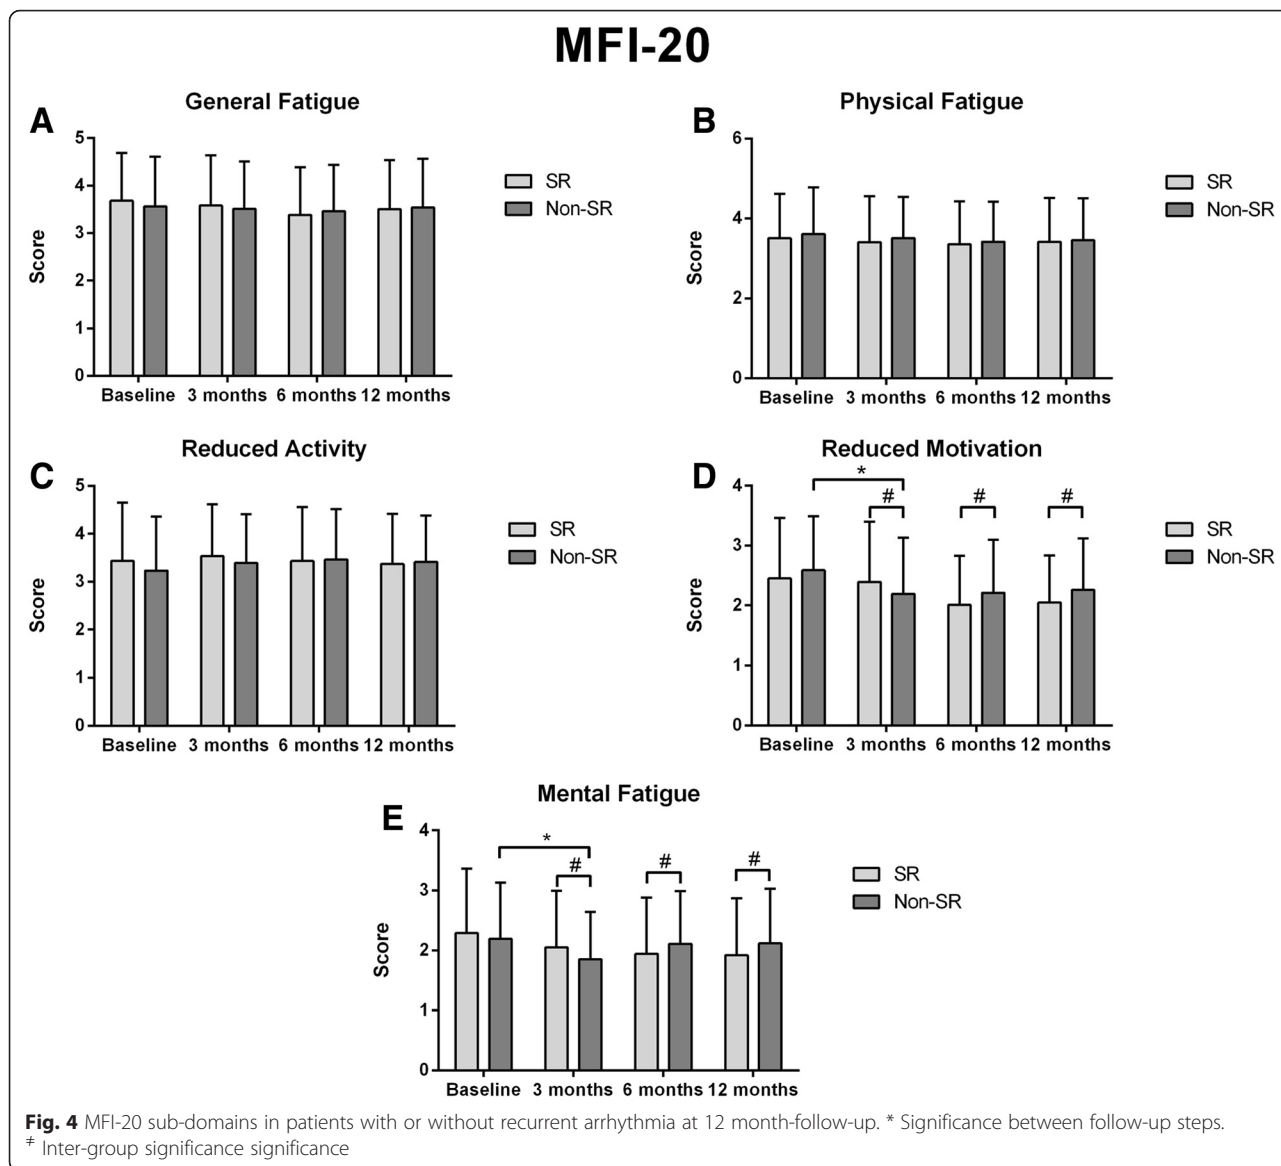 MFI-20
General Fatigue
A
5
4
3
2
1
0
Score
Baseline 3 months 6 months 12 months
SR
Non-SR
Physical Fatigue
B
6
4
2
0
Score
Baseline 3 months 6 months 12 months
SR
Non-SR
Reduced Activity
C
5
4
3
2
1
0
Score
Baseline 3 months 6 months 12 months
SR
Non-SR
Reduced Motivation
D
4
3
2
1
0
Score
*
# # #
Baseline 3 months 6 months 12 months
SR
Non-SR
Mental Fatigue
E
4
3
2
1
0
Score
*
# # #
Baseline 3 months 6 months 12 months
SR
Non-SR
Fig. 4 MFI-20 sub-domains in patients with or without recurrent arrhythmia at 12 month-follow-up. * Significance between follow-up steps.
≠ Inter-group significance significance